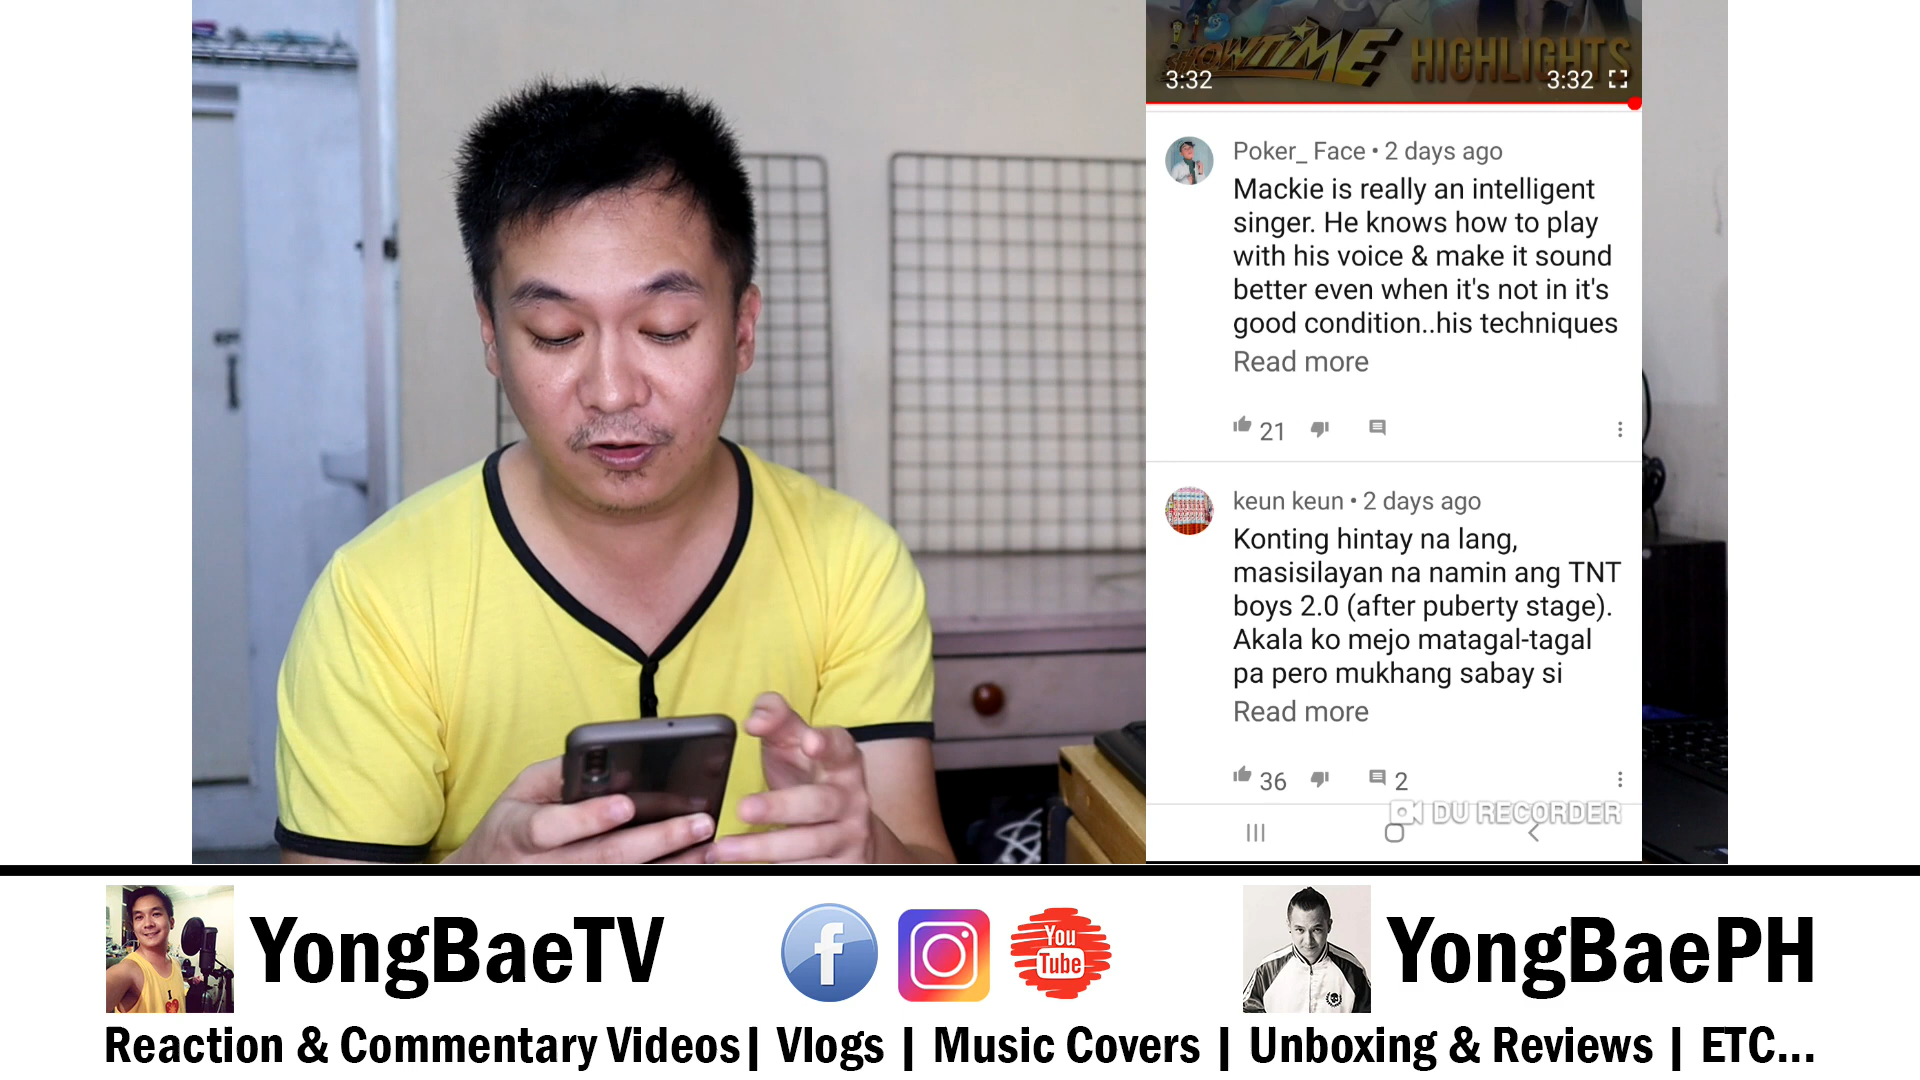 SHOWTIME HIGHLIGHTS
3:32
3:32
Poker_ Face • 2 days ago
Mackie is really an intelligent
singer. He knows how to play
with his voice & make it sound
better even when it's not in it's
good condition..his techniques
Read more
21
keun keun • 2 days ago
Konting hintay na lang,
masisilayan na namin ang TNT
boys 2.0 (after puberty stage).
Akala ko mejo matagal-tagal
pa pero mukhang sabay si
Read more
36
2
DU RECORDER
YongBaeTV
f
You
Tube
YongBaePH
Reaction & Commentary Videos| Vlogs | Music Covers | Unboxing & Reviews | ETC...